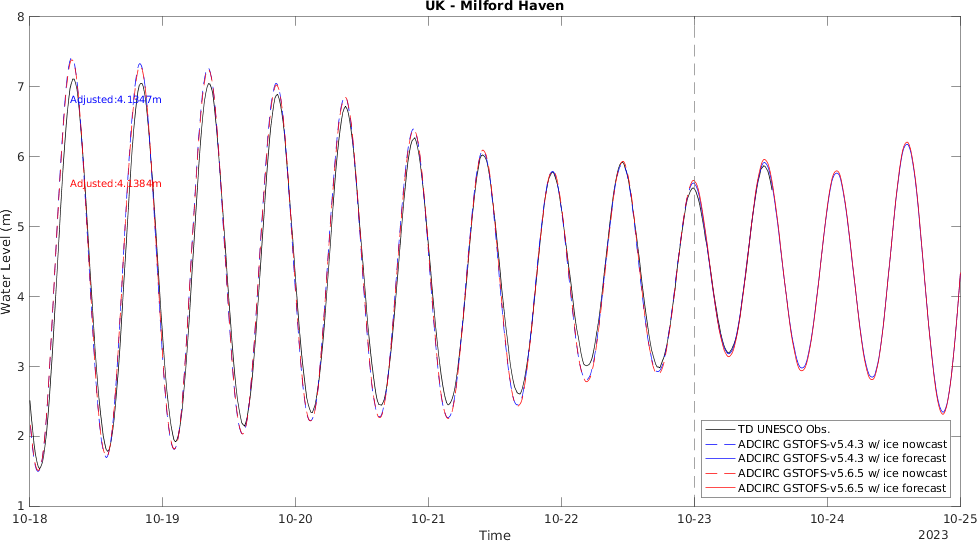 UK - Milford Haven
8
7
6
5
4
3
2
1
Water Level (m)
Adjusted:4.1347m
Adjusted:4.1384m
TD UNESCO Obs.
ADCIRC GSTOFS-v5.4.3 w/ ice nowcast
ADCIRC GSTOFS-v5.4.3 w/ ice forecast
ADCIRC GSTOFS-v5.6.5 w/ ice nowcast
ADCIRC GSTOFS-v5.6.5 w/ ice forecast
10-18 10-19 10-20 10-21 10-22 10-23 10-24 10-25
Time
2023